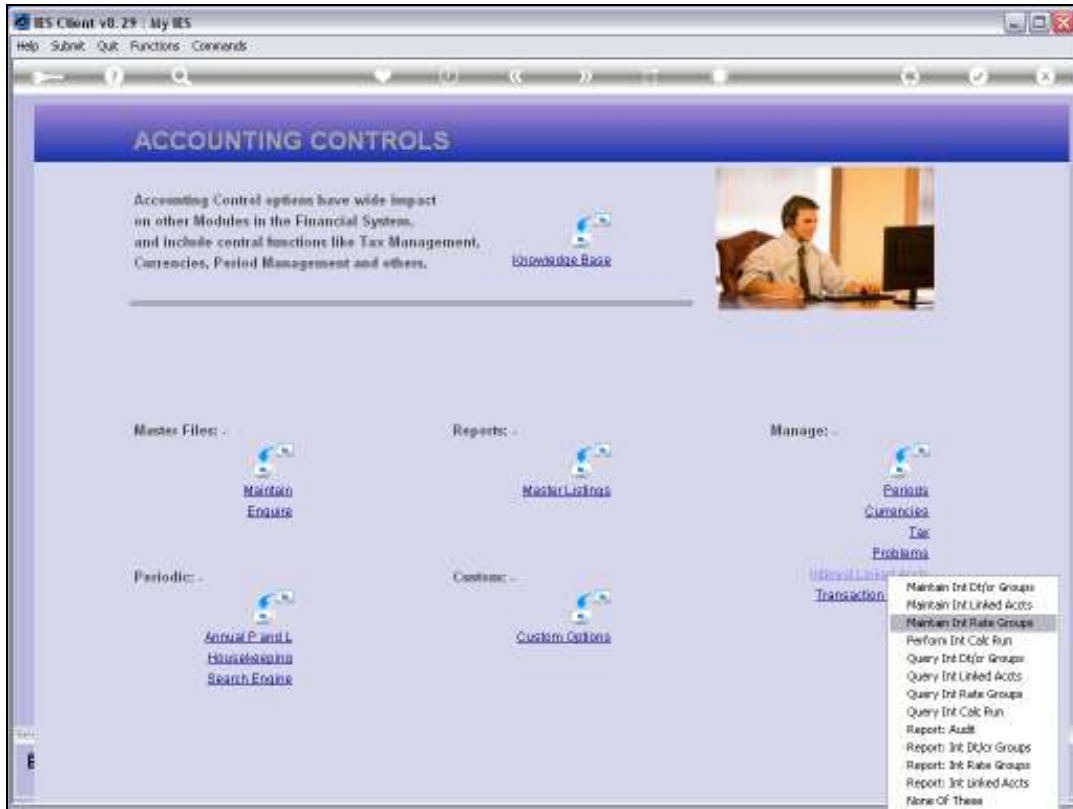 IES Client v8.29 : My IES
Help Submit Quit Functions Commands
ACCOUNTING CONTROLS
Accounting Control options have wide impact
on other Modules in the Financial System,
and include central functions like Tax Management,
Currencies, Period Management and others.
Knowledge Base
Master Files: -
Maintain
Enquire
Reports: -
Master Listings
Manage: -
Periods
Currencies
Tax
Problems
Transaction
Periodic: -
Annual P and L
Housekeeping
Search Engine
Custom: -
Custom Options
Maintain Int Dt/cr Groups
Maintain Int Linked Accts
Maintain Int Rate Groups
Perform Int Calc Run
Query Int Dt/cr Groups
Query Int Linked Accts
Query Int Rate Groups
Query Int Calc Run
Report: Audit
Report: Int Dt/cr Groups
Report: Int Rate Groups
Report: Int Linked Accts
None Of These